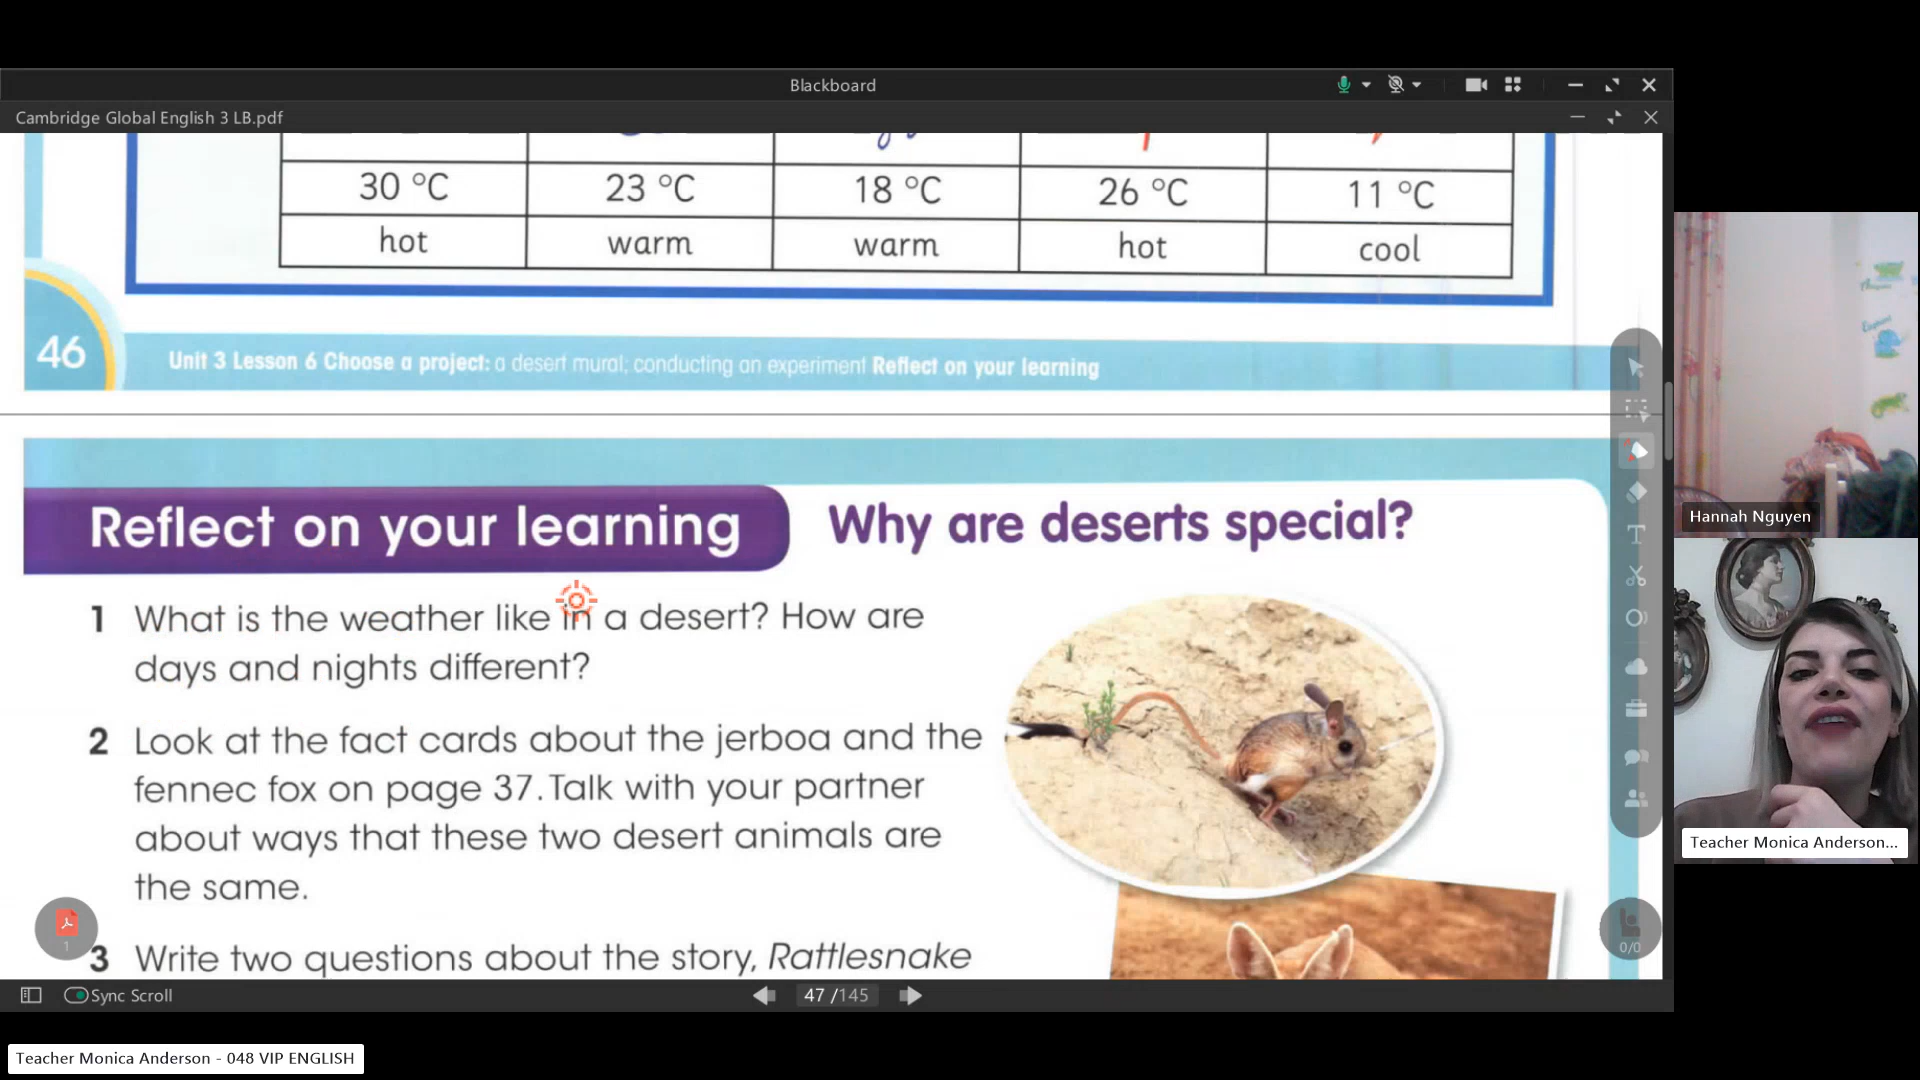 Blackboard
Cambridge Global English 3 LB.pdf
30 °C 23 °C 18 °C 26 °C 11 °C
hot warm warm hot cool
46
Unit 3 Lesson 6 Choose a project: a desert mural; conducting an experiment Reflect on your learning
Reflect on your learning
Why are deserts special?
1 What is the weather like in a desert? How are
days and nights different?
2 Look at the fact cards about the jerboa and the
fennec fox on page 37. Talk with your partner
about ways that these two desert animals are
the same.
3 Write two questions about the story, Rattlesnake
1
0/0
Sync Scroll
47 /145
Hannah Nguyen
Teacher Monica Anderson...
Teacher Monica Anderson - 048 VIP ENGLISH